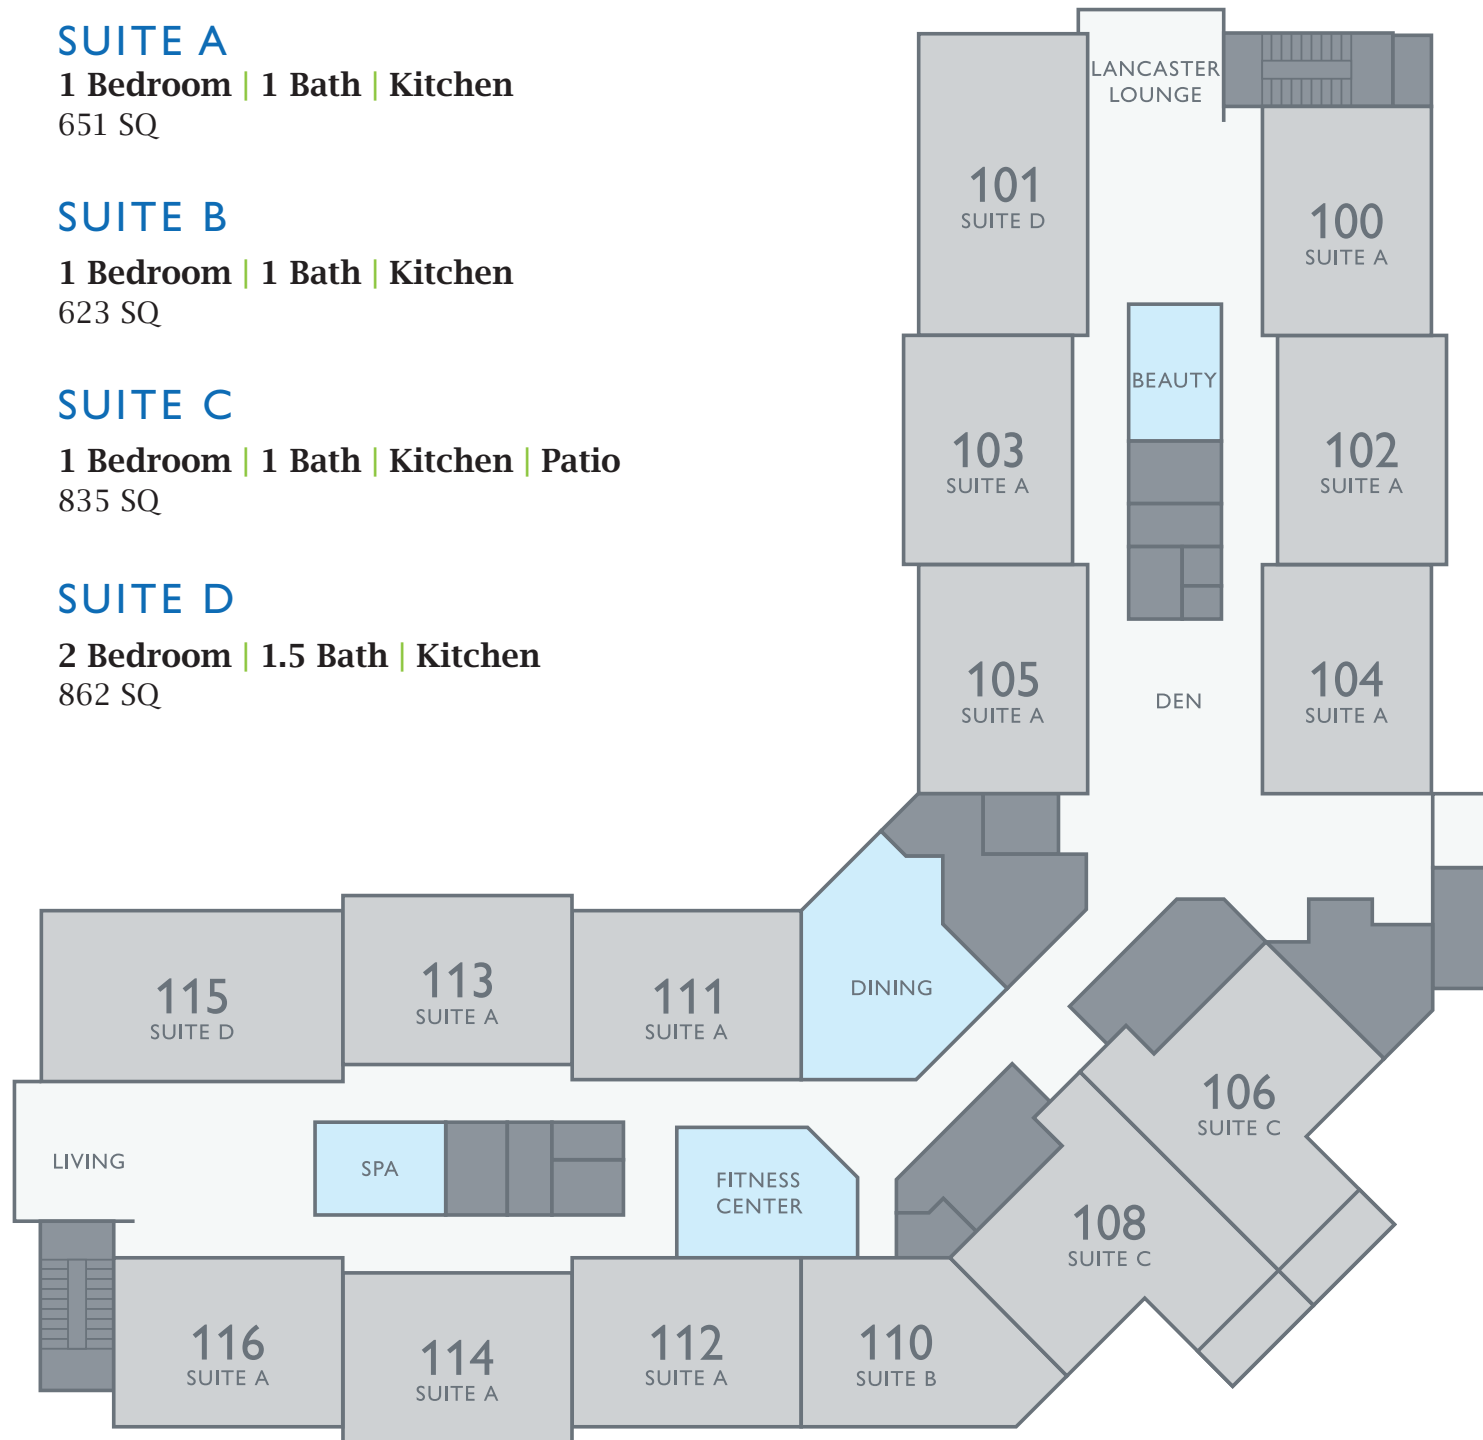 SUITE A
1 Bedroom | 1 Bath | Kitchen
651 SQ
SUITE B
1 Bedroom | 1 Bath | Kitchen
623 SQ
SUITE C
1 Bedroom | 1 Bath | Kitchen | Patio
835 SQ
SUITE D
2 Bedroom | 1.5 Bath | Kitchen
862 SQ
LANCASTER
LOUNGE
101
SUITE D
100
SUITE A
BEAUTY
103
SUITE A
102
SUITE A
105
SUITE A
DEN
104
SUITE A
115
SUITE D
113
SUITE A
111
SUITE A
DINING
106
SUITE C
LIVING
SPA
FITNESS
CENTER
108
SUITE C
116
SUITE A
114
SUITE A
112
SUITE A
110
SUITE B